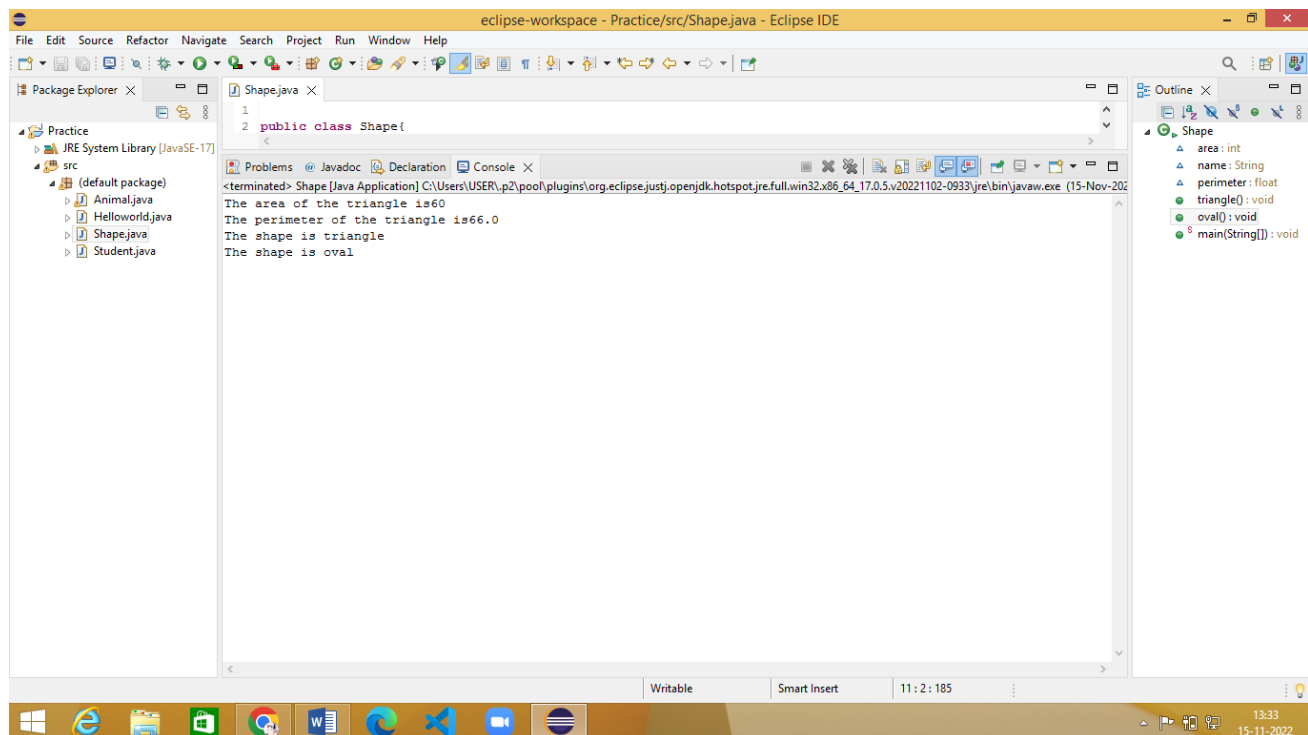 eclipse-workspace - Practice/src/Shape.java - Eclipse IDE
File Edit Source Refactor Navigate Search Project Run Window Help
Package Explorer
Practice
JRE System Library [JavaSE-17]
src
(default package)
Animal.java
Helloworld.java
Shape.java
Student.java
Shape.java
1
2 public class Shape{
Problems @ Javadoc Declaration Console
<terminated> Shape [Java Application] C:\Users\USER\.p2\pool\plugins\org.eclipse.justj.openjdk.hotspot.jre.full.win32.x86_64_17.0.5.v20221102-0933\jre\bin\javaw.exe (15-Nov-202
The area of the triangle is60
The perimeter of the triangle is66.0
The shape is triangle
The shape is oval
Outline
Shape
area : int
name : String
perimeter : float
triangle() : void
oval() : void
S main(String[]) : void
Writable Smart Insert 11 : 2 : 185
13:33
15-11-2022